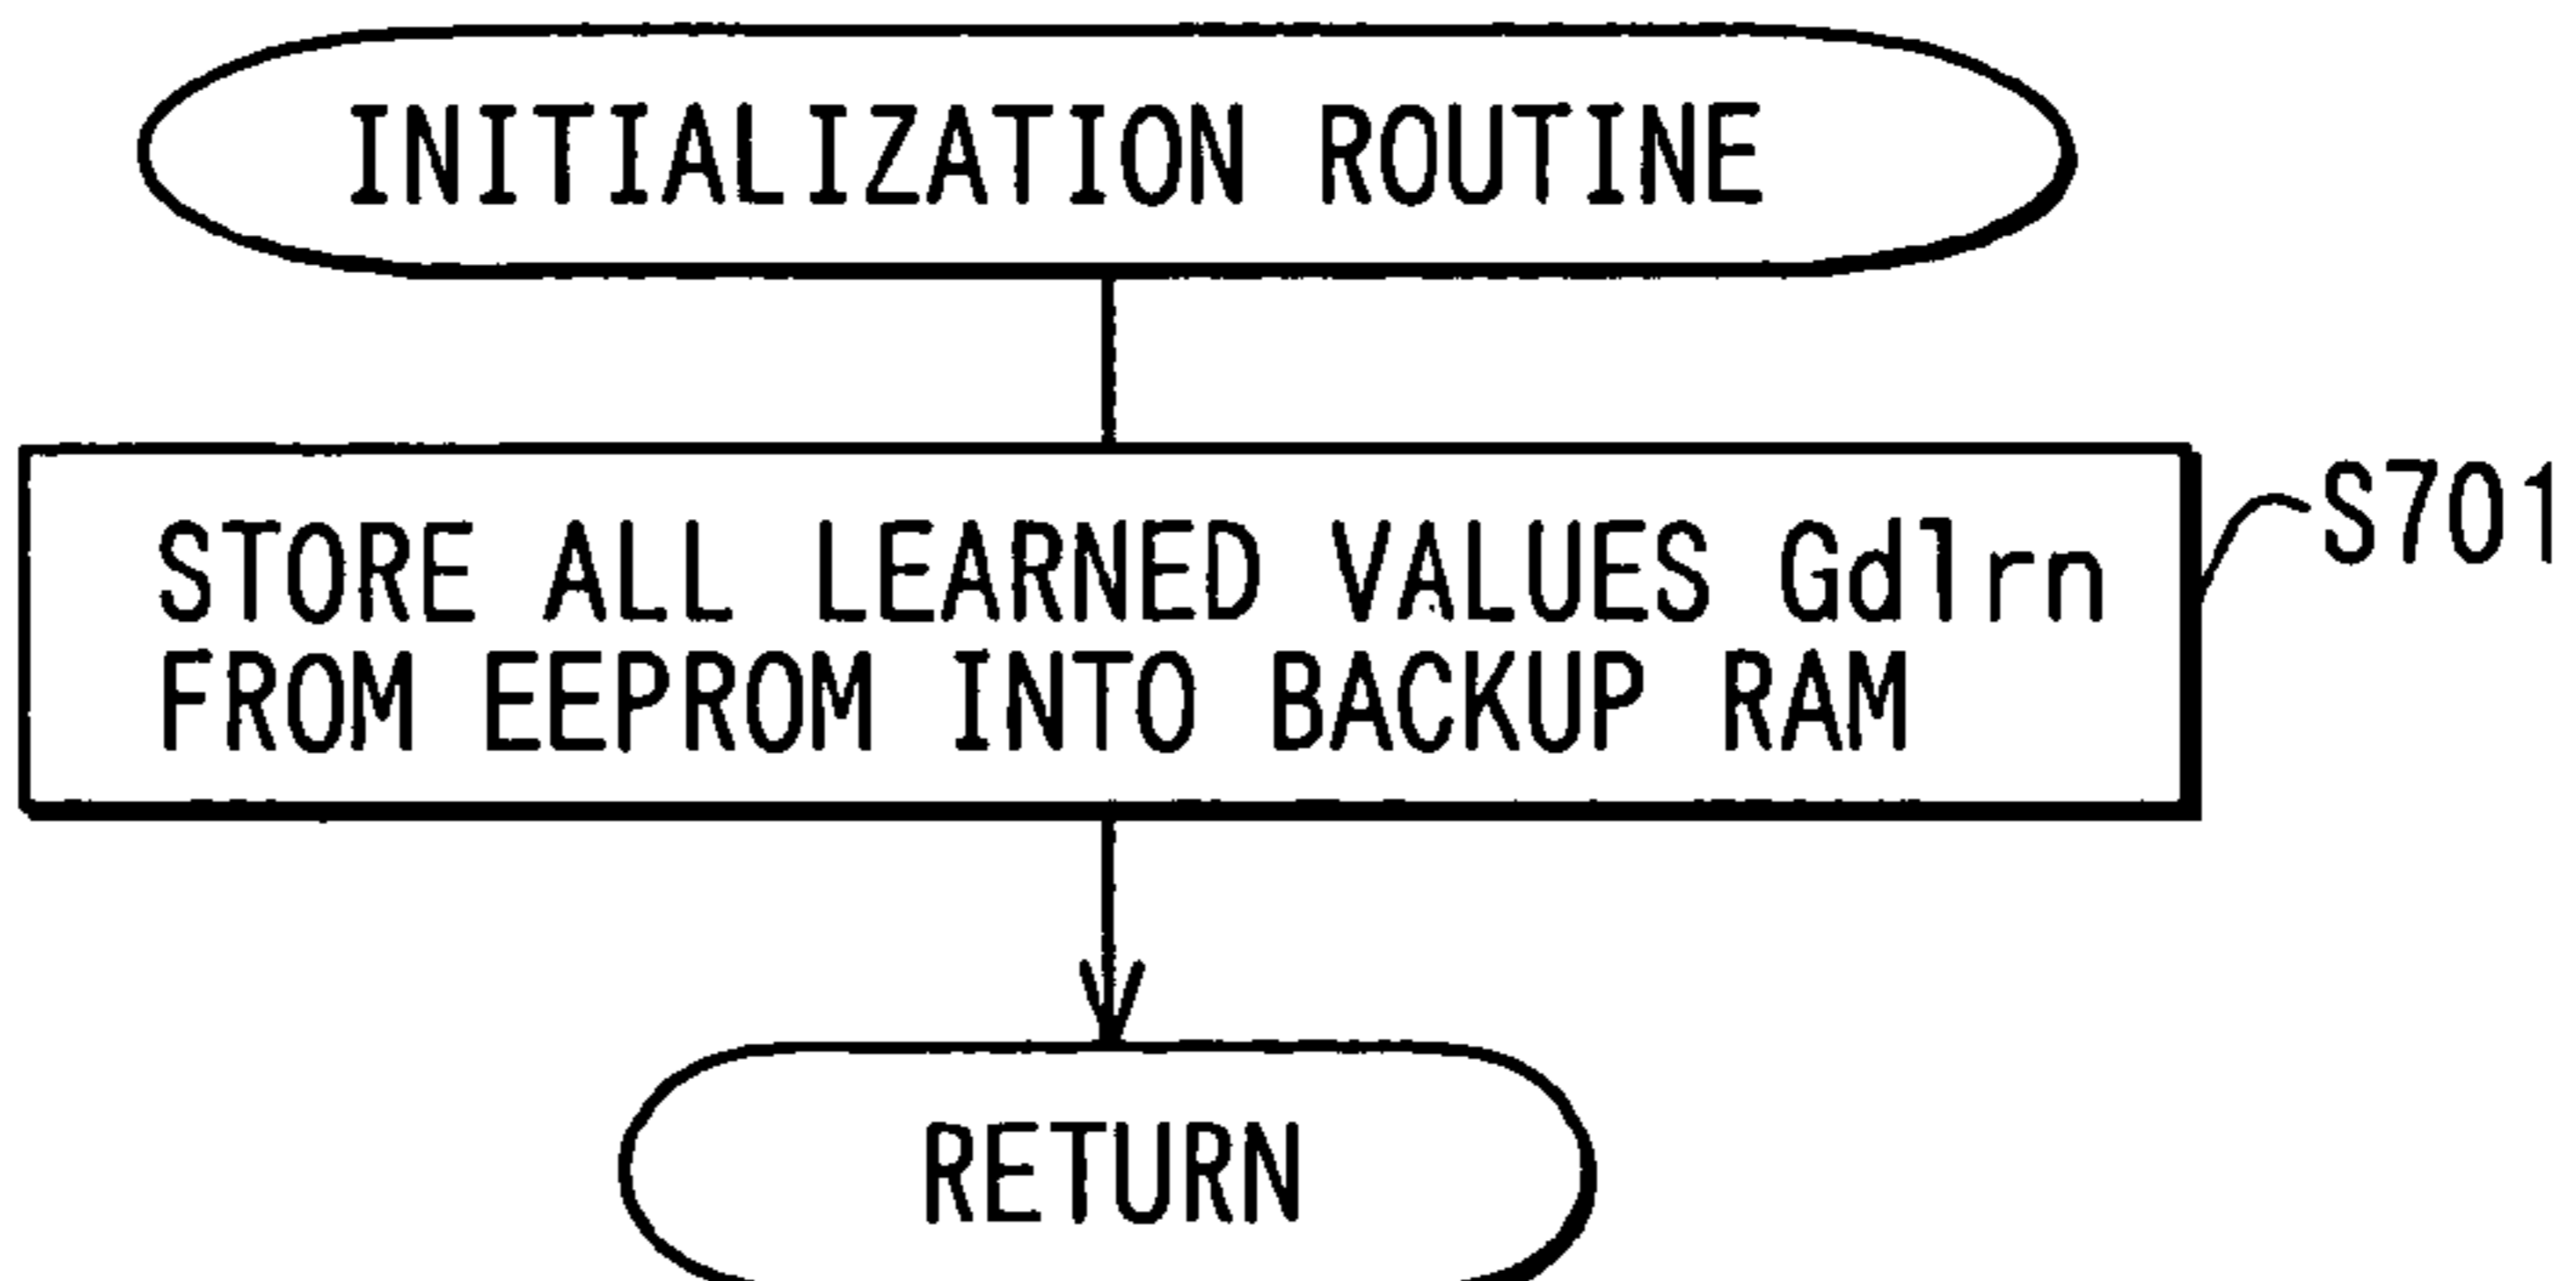 INITIALIZATION ROUTINE
STORE ALL LEARNED VALUES Gdlrn
FROM EEPROM INTO BACKUP RAM
S701
RETURN